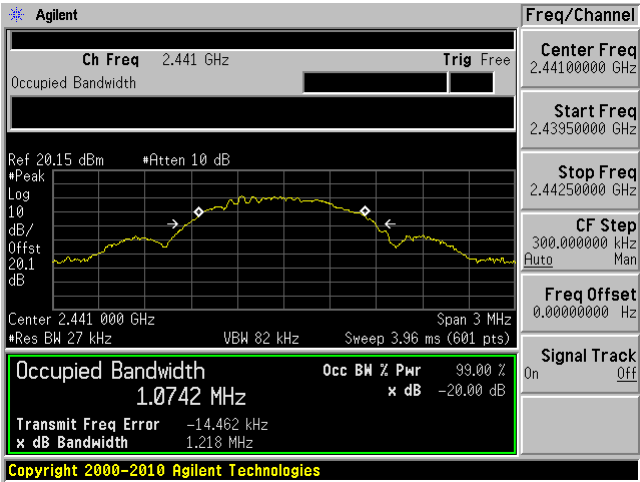 Agilent
Freq/Channel
Ch Freq 2.441 GHz Trig Free
Occupied Bandwidth
Center Freq
2.44100000 GHz
Start Freq
2.43950000 GHz
Stop Freq
2.44250000 GHz
CF Step
300.000000 kHz
Auto Man
Freq Offset
0.00000000 Hz
Signal Track
On Off
Ref 20.15 dBm #Atten 10 dB
#Peak
Log
10
dB/
Offst
20.1
dB
Center 2.441 000 GHz Span 3 MHz
#Res BW 27 kHz VBW 82 kHz Sweep 3.96 ms (601 pts)
Occupied Bandwidth Occ BW % Pwr 99.00 %
1.0742 MHz x dB -20.00 dB
Transmit Freq Error -14.462 kHz
x dB Bandwidth 1.218 MHz
Copyright 2000-2010 Agilent Technologies